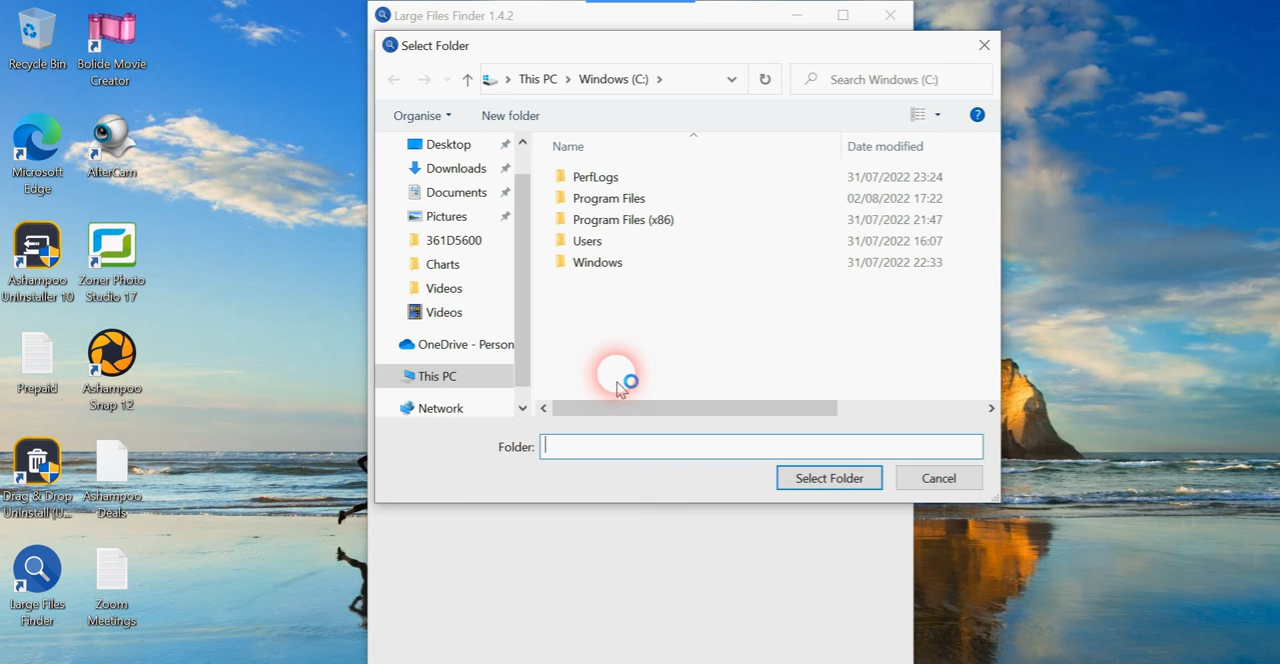 Recycle Bin
Bolide Movie
Creator
Microsoft
Edge
AlterCam
Ashampoo
UnInstaller 10
Zoner Photo
Studio 17
Prepaid
Ashampoo
Snap 12
Drag & Drop
Uninstall (U...
Ashampoo
Deals
Large Files
Finder
Zoom
Meetings
Large Files Finder 1.4.2
Select Folder
This PC > Windows (C:) >
Search Windows (C:)
Organise
New folder
Desktop
Downloads
Documents
Pictures
361D5600
Charts
Videos
Videos
OneDrive - Person
This PC
Network
Name Date modified
PerfLogs 31/07/2022 23:24
Program Files 02/08/2022 17:22
Program Files (x86) 31/07/2022 21:47
Users 31/07/2022 16:07
Windows 31/07/2022 22:33
Folder:
Select Folder
Cancel